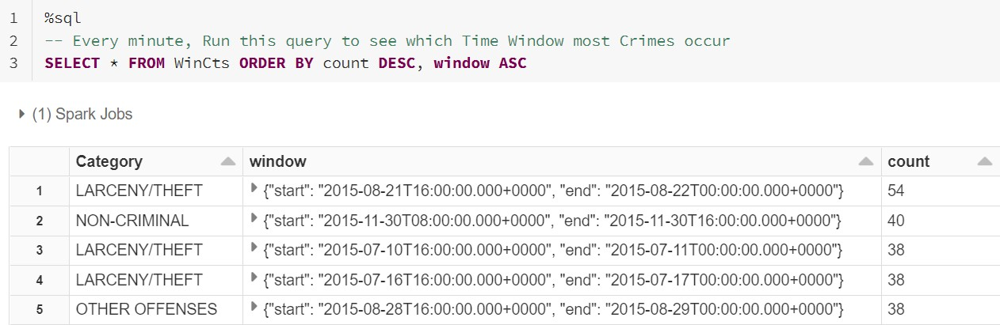 1 %sql
2 -- Every minute, Run this query to see which Time Window most Crimes occur
3 SELECT * FROM WinCts ORDER BY count DESC, window ASC
(1) Spark Jobs
Category window count
1 LARCENY/THEFT {"start": "2015-08-21T16:00:00.000+0000", "end": "2015-08-22T00:00:00.000+0000"} 54
2 NON-CRIMINAL {"start": "2015-11-30T08:00:00.000+0000", "end": "2015-11-30T16:00:00.000+0000"} 40
3 LARCENY/THEFT {"start": "2015-07-10T16:00:00.000+0000", "end": "2015-07-11T00:00:00.000+0000"} 38
4 LARCENY/THEFT {"start": "2015-07-16T16:00:00.000+0000", "end": "2015-07-17T00:00:00.000+0000"} 38
5 OTHER OFFENSES {"start": "2015-08-28T16:00:00.000+0000", "end": "2015-08-29T00:00:00.000+0000"} 38